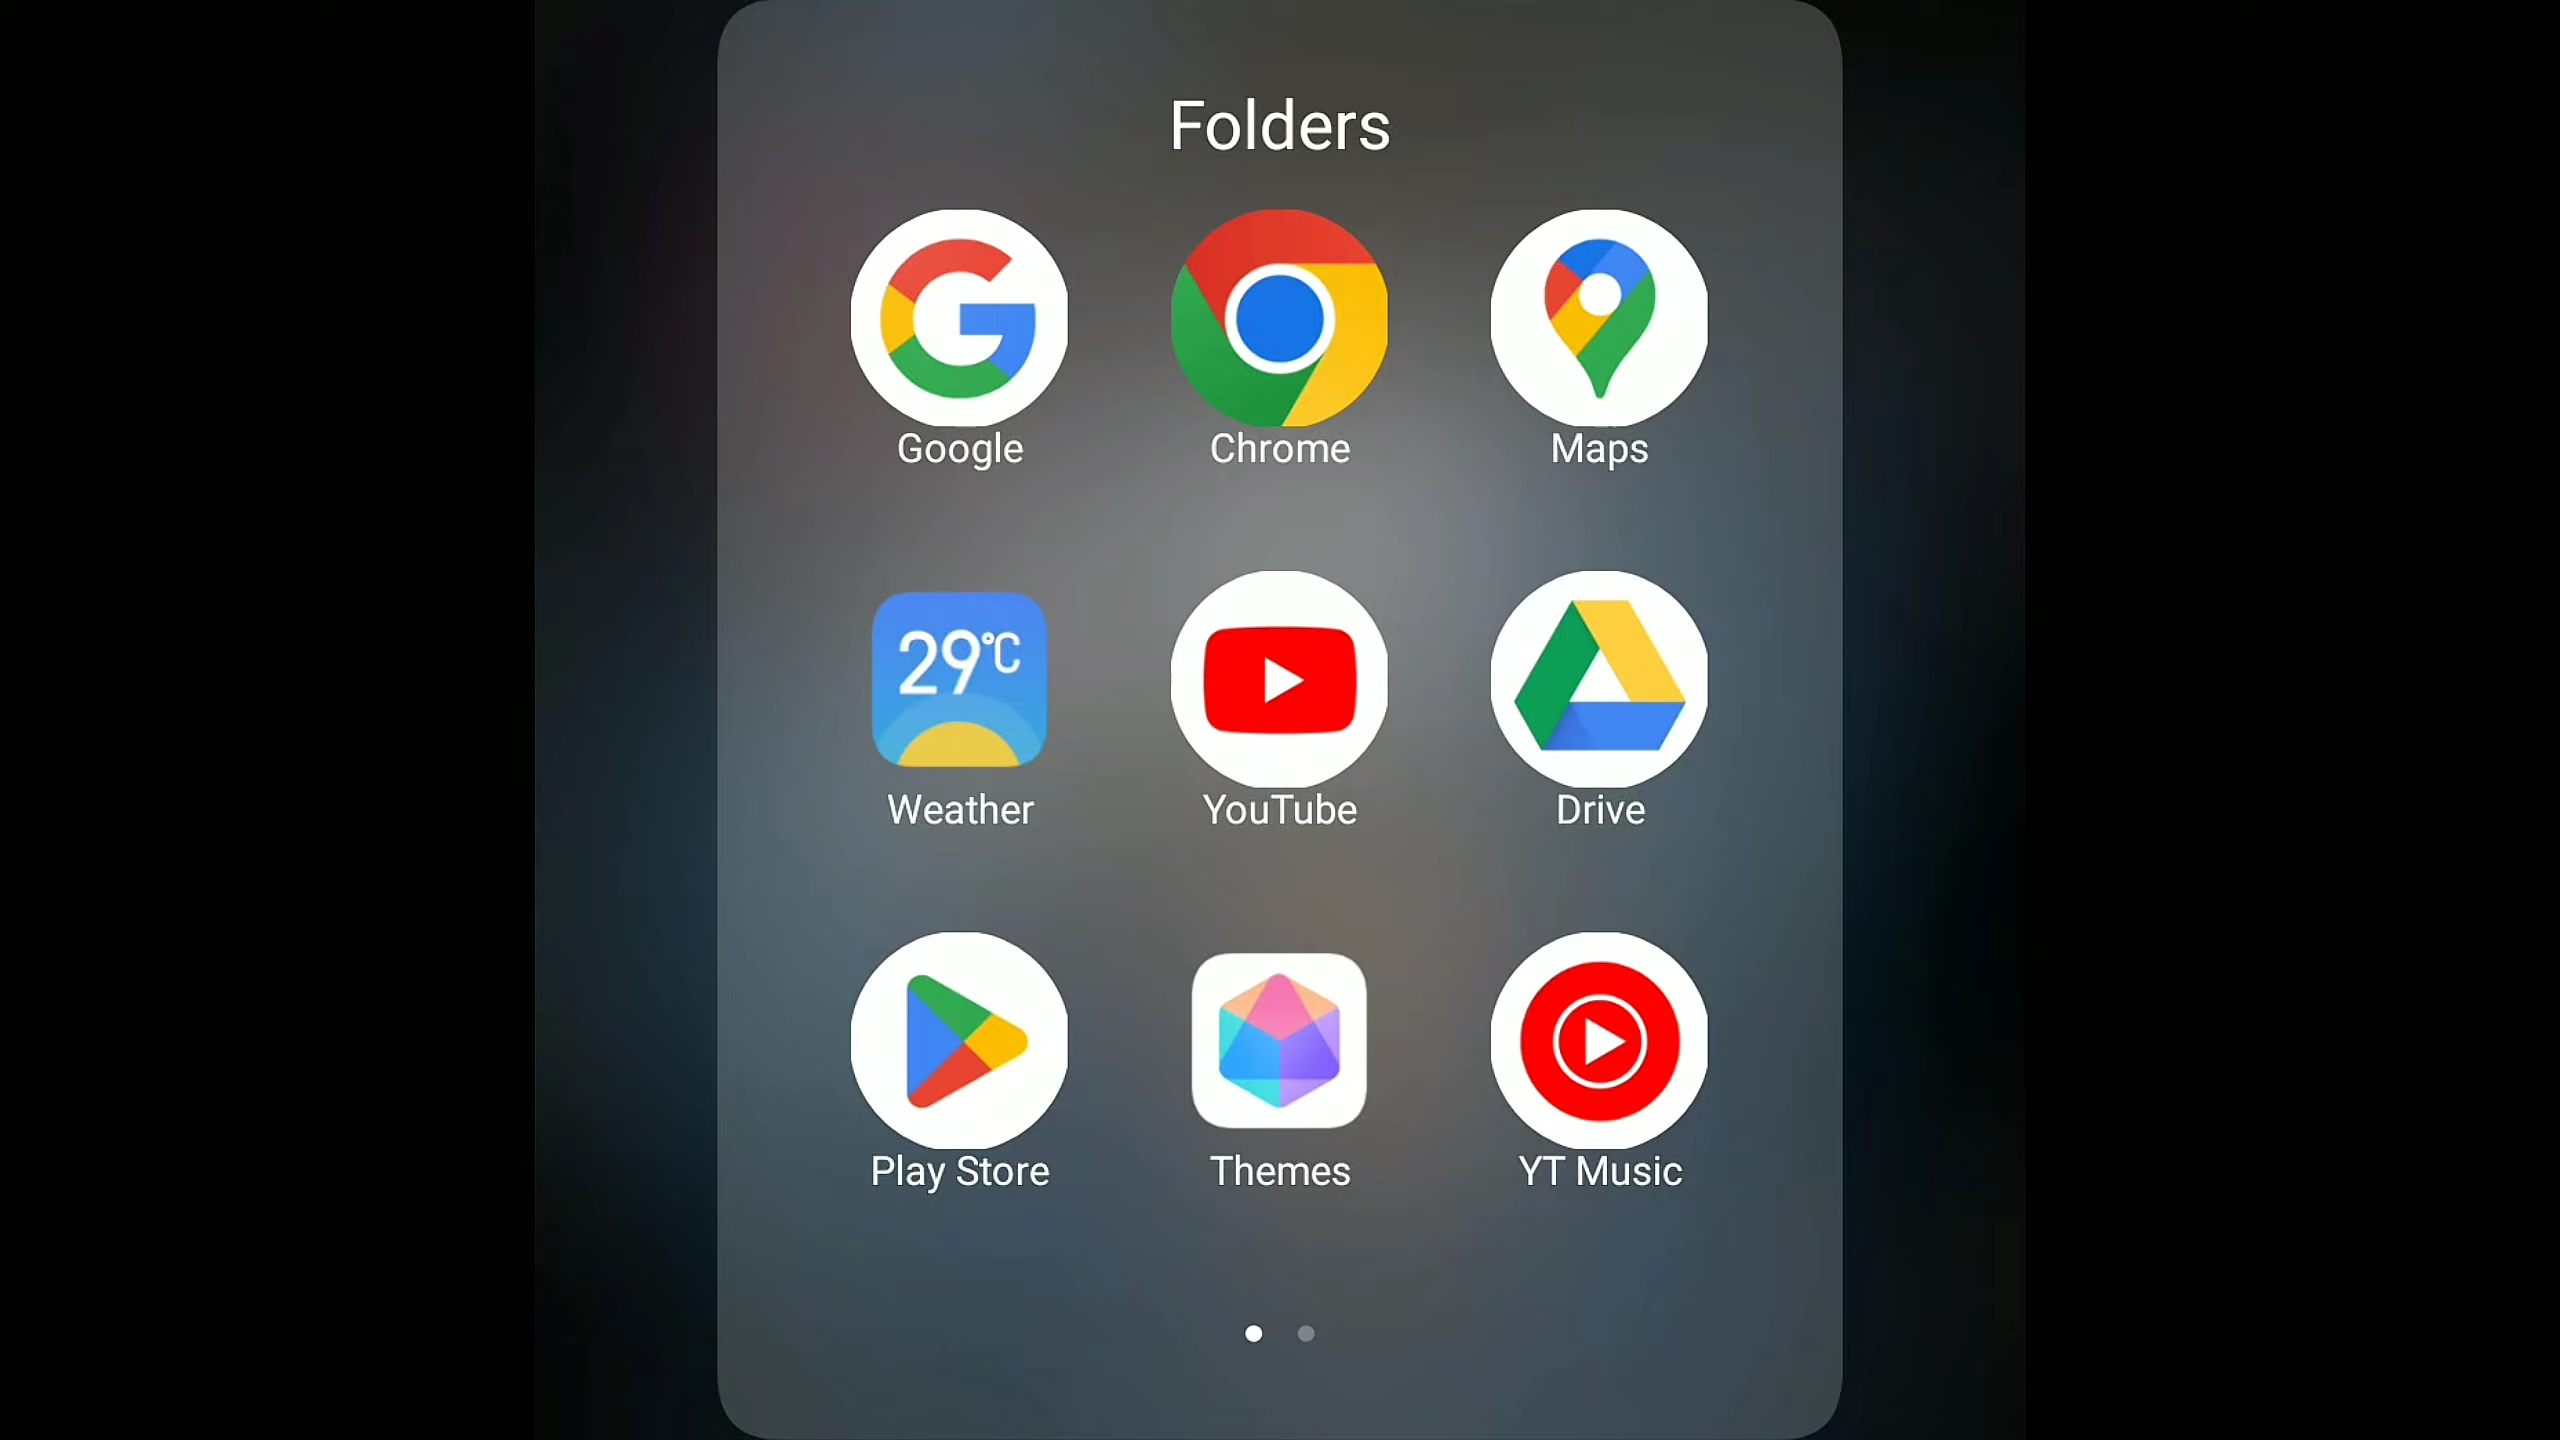 Folders
Google
Chrome
Maps
29°C
Weather
YouTube
Drive
Play Store
Themes
YT Music